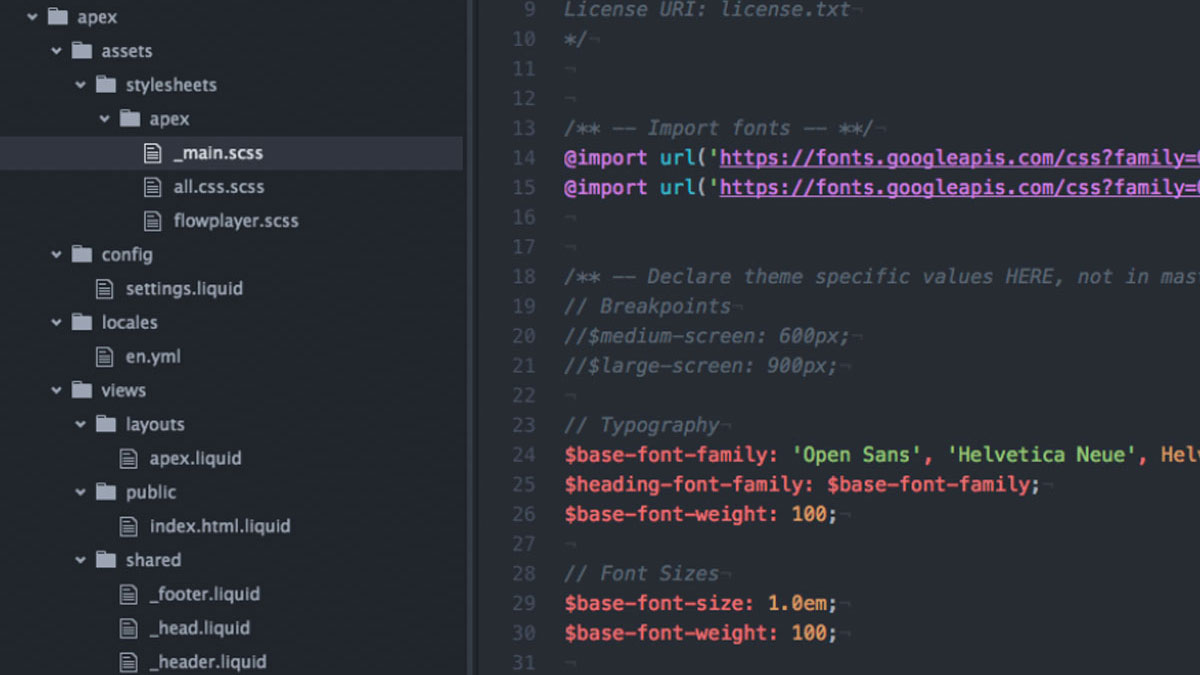 apex
assets
stylesheets
apex
_main.scss
all.css.scss
flowplayer.scss
config
settings.liquid
locales
en.yml
views
layouts
apex.liquid
public
index.html.liquid
shared
_footer.liquid
_head.liquid
_header.liquid
9 License URI: license.txt¬
10 */¬
11 ¬
12 ¬
13 /** -- Import fonts -- **/¬
14 @import url('https://fonts.googleapis.com/css?family=
15 @import url('https://fonts.googleapis.com/css?family=
16 ¬
17 ¬
18 /** -- Declare theme specific values HERE, not in mas
19 // Breakpoints¬
20 //$medium-screen: 600px;¬
21 //$large-screen: 900px;¬
22 ¬
23 // Typography¬
24 $base-font-family: 'Open Sans', 'Helvetica Neue', Hel
25 $heading-font-family: $base-font-family;¬
26 $base-font-weight: 100;¬
27 ¬
28 // Font Sizes¬
29 $base-font-size: 1.0em;¬
30 $base-font-weight: 100;¬
31 ¬